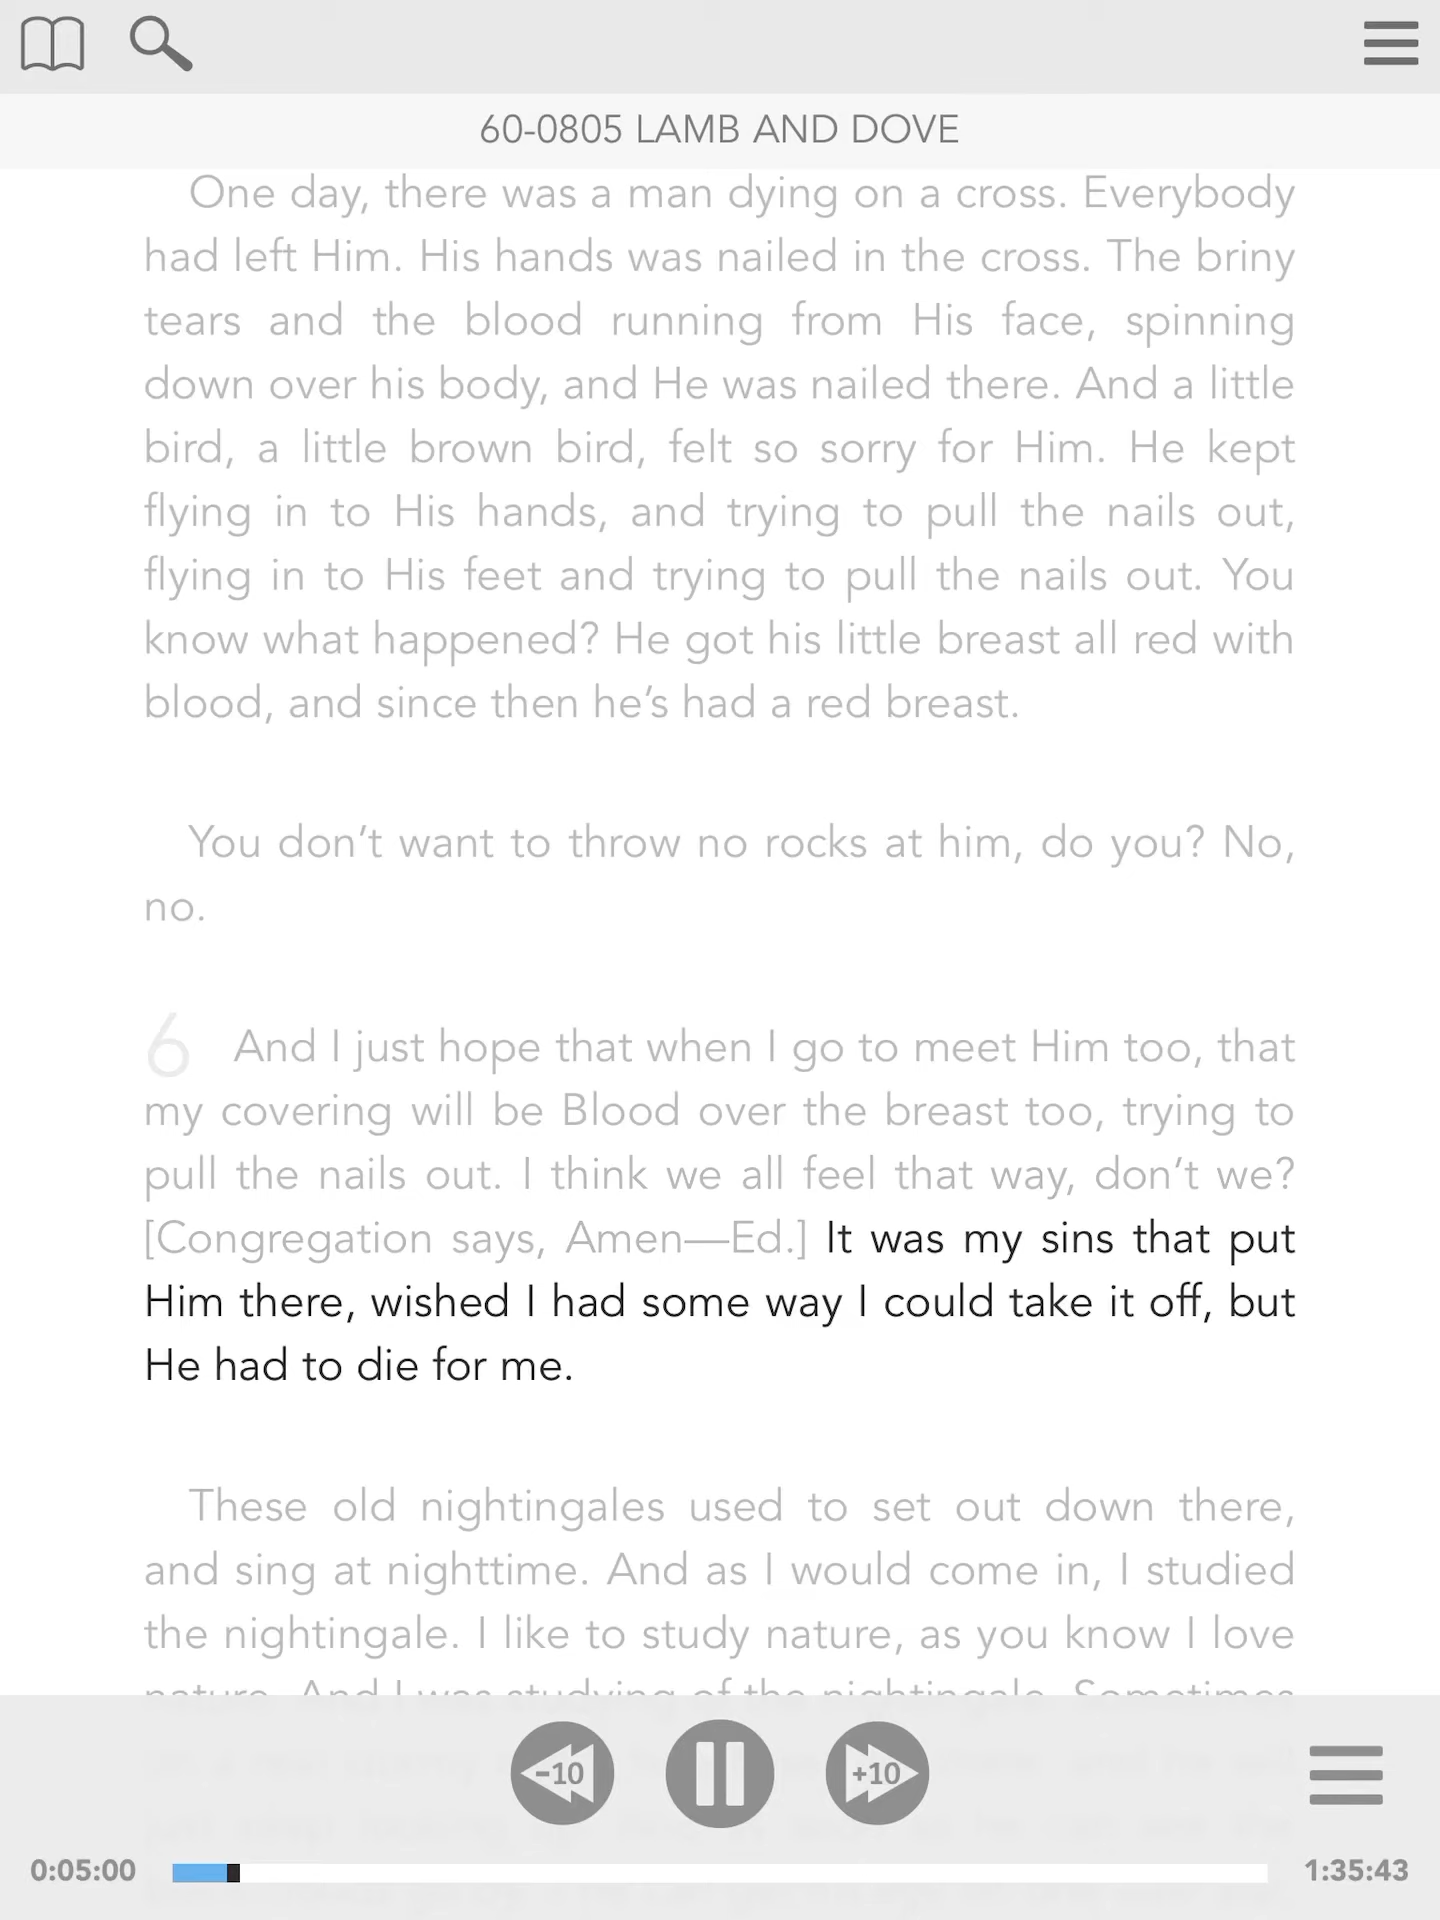 60-0805 LAMB AND DOVE
One day, there was a man dying on a cross. Everybody
had left Him. His hands was nailed in the cross. The briny
tears and the blood running from His face, spinning
down over his body, and He was nailed there. And a little
bird, a little brown bird, felt so sorry for Him. He kept
flying in to His hands, and trying to pull the nails out,
flying in to His feet and trying to pull the nails out. You
know what happened? He got his little breast all red with
blood, and since then he’s had a red breast.
You don’t want to throw no rocks at him, do you? No,
no.
6 And I just hope that when I go to meet Him too, that
my covering will be Blood over the breast too, trying to
pull the nails out. I think we all feel that way, don’t we?
[Congregation says, Amen—Ed.] It was my sins that put
Him there, wished I had some way I could take it off, but
He had to die for me.
These old nightingales used to set out down there,
and sing at nighttime. And as I would come in, I studied
the nightingale. I like to study nature, as you know I love
nature. And I was studying of the nightingale. Sometimes
-10 +10
0:05:00 1:35:43